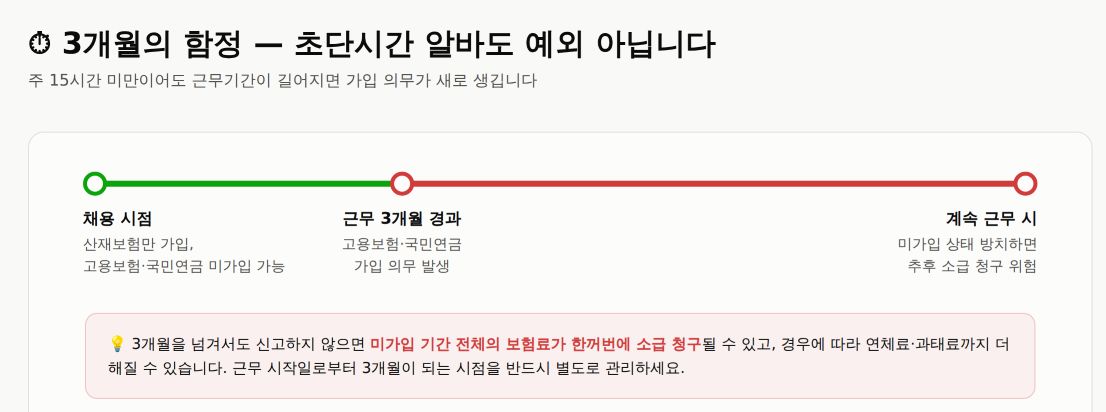 ⏱ 3개월의 함정 — 초단시간 알바도 예외 아닙니다
주 15시간 미만이어도 근무기간이 길어지면 가입 의무가 새로 생깁니다
채용 시점
산재보험만 가입,
고용보험·국민연금 미가입 가능
근무 3개월 경과
고용보험·국민연금
가입 의무 발생
계속 근무 시
미가입 상태 방치하면
추후 소급 청구 위험
💡 3개월을 넘겨서도 신고하지 않으면 미가입 기간 전체의 보험료가 한꺼번에 소급 청구될 수 있고, 경우에 따라 연체료·과태료까지 더
해질 수 있습니다. 근무 시작일로부터 3개월이 되는 시점을 반드시 별도로 관리하세요.